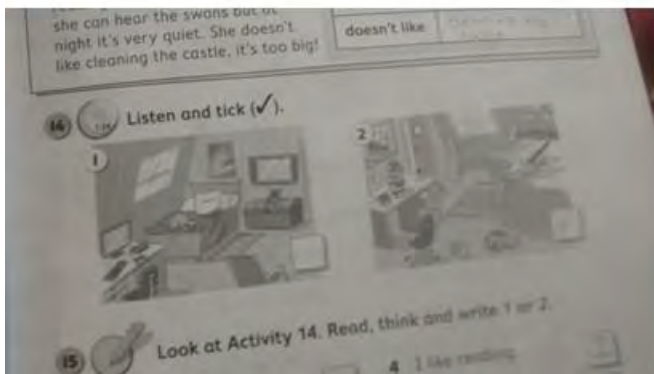 she can hear the swans but at
night it's very quiet. She doesn't
like cleaning the castle, it's too big!
doesn't like
14
Listen and tick (✓).
1
2
15
Look at Activity 14. Read, think and write 1 or 2.
4 I like reading